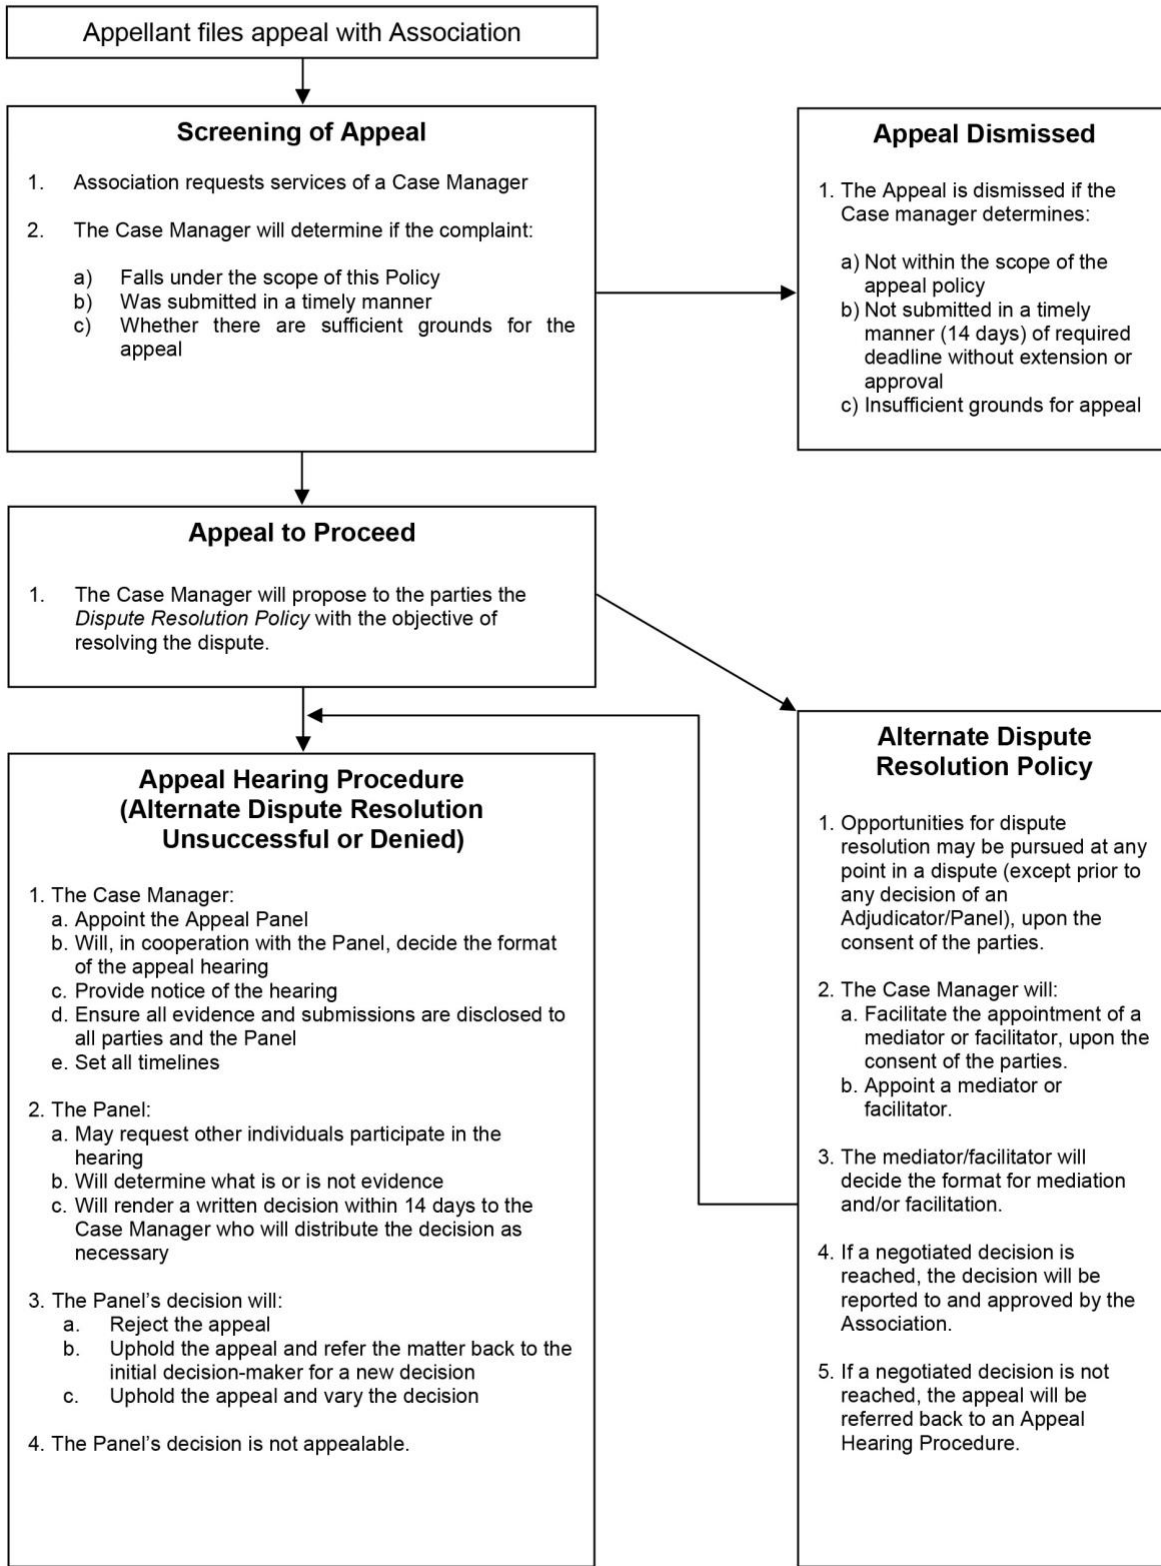 Appellant files appeal with Association
Screening of Appeal
1. Association requests services of a Case Manager
2. The Case Manager will determine if the complaint:
a) Falls under the scope of this Policy
b) Was submitted in a timely manner
c) Whether there are sufficient grounds for the
appeal
Appeal Dismissed
1. The Appeal is dismissed if the
Case manager determines:
a) Not within the scope of the
appeal policy
b) Not submitted in a timely
manner (14 days) of required
deadline without extension or
approval
c) Insufficient grounds for appeal
Appeal to Proceed
1. The Case Manager will propose to the parties the
Dispute Resolution Policy with the objective of
resolving the dispute.
Appeal Hearing Procedure
(Alternate Dispute Resolution
Unsuccessful or Denied)
1. The Case Manager:
a. Appoint the Appeal Panel
b. Will, in cooperation with the Panel, decide the format
of the appeal hearing
c. Provide notice of the hearing
d. Ensure all evidence and submissions are disclosed to
all parties and the Panel
e. Set all timelines
2. The Panel:
a. May request other individuals participate in the
hearing
b. Will determine what is or is not evidence
c. Will render a written decision within 14 days to the
Case Manager who will distribute the decision as
necessary
3. The Panel's decision will:
a. Reject the appeal
b. Uphold the appeal and refer the matter back to the
initial decision-maker for a new decision
c. Uphold the appeal and vary the decision
4. The Panel's decision is not appealable.
Alternate Dispute
Resolution Policy
1. Opportunities for dispute
resolution may be pursued at any
point in a dispute (except prior to
any decision of an
Adjudicator/Panel), upon the
consent of the parties.
2. The Case Manager will:
a. Facilitate the appointment of a
mediator or facilitator, upon the
consent of the parties.
b. Appoint a mediator or
facilitator.
3. The mediator/facilitator will
decide the format for mediation
and/or facilitation.
4. If a negotiated decision is
reached, the decision will be
reported to and approved by the
Association.
5. If a negotiated decision is not
reached, the appeal will be
referred back to an Appeal
Hearing Procedure.